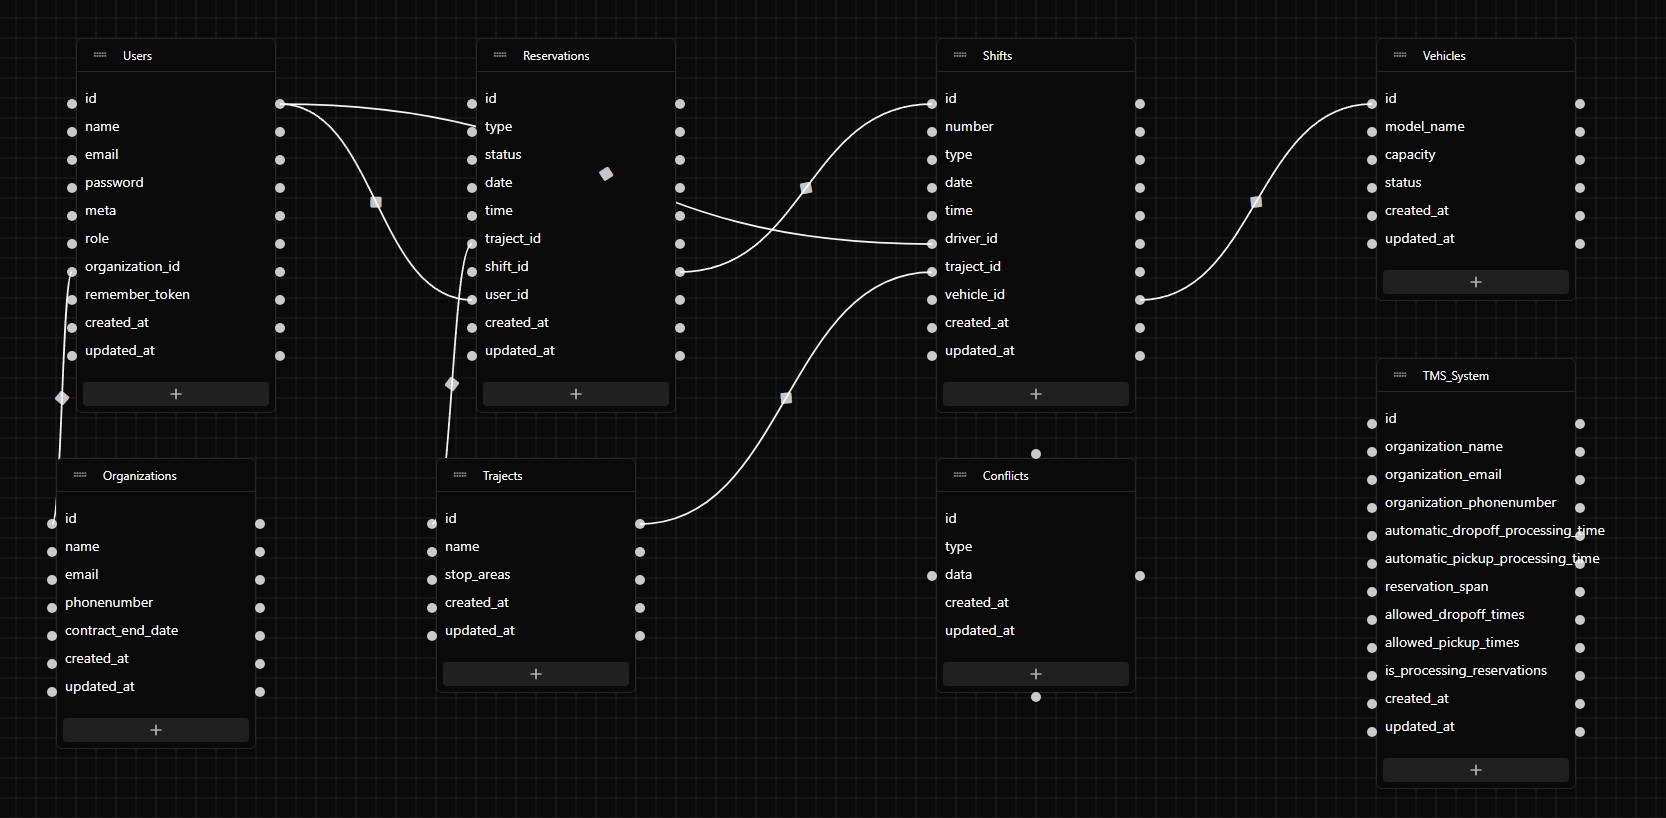 Users
id
name
email
password
meta
role
organization_id
remember_token
created_at
updated_at
+
Reservations
id
type
status
date
time
traject_id
shift_id
user_id
created_at
updated_at
+
Shifts
id
number
type
date
time
driver_id
traject_id
vehicle_id
created_at
updated_at
+
Vehicles
id
model_name
capacity
status
created_at
updated_at
+
Organizations
id
name
email
phonenumber
contract_end_date
created_at
updated_at
+
Trajects
id
name
stop_areas
created_at
updated_at
+
Conflicts
id
type
data
created_at
updated_at
+
TMS_System
id
organization_name
organization_email
organization_phonenumber
automatic_dropoff_processing_time
automatic_pickup_processing_time
reservation_span
allowed_dropoff_times
allowed_pickup_times
is_processing_reservations
created_at
updated_at
+